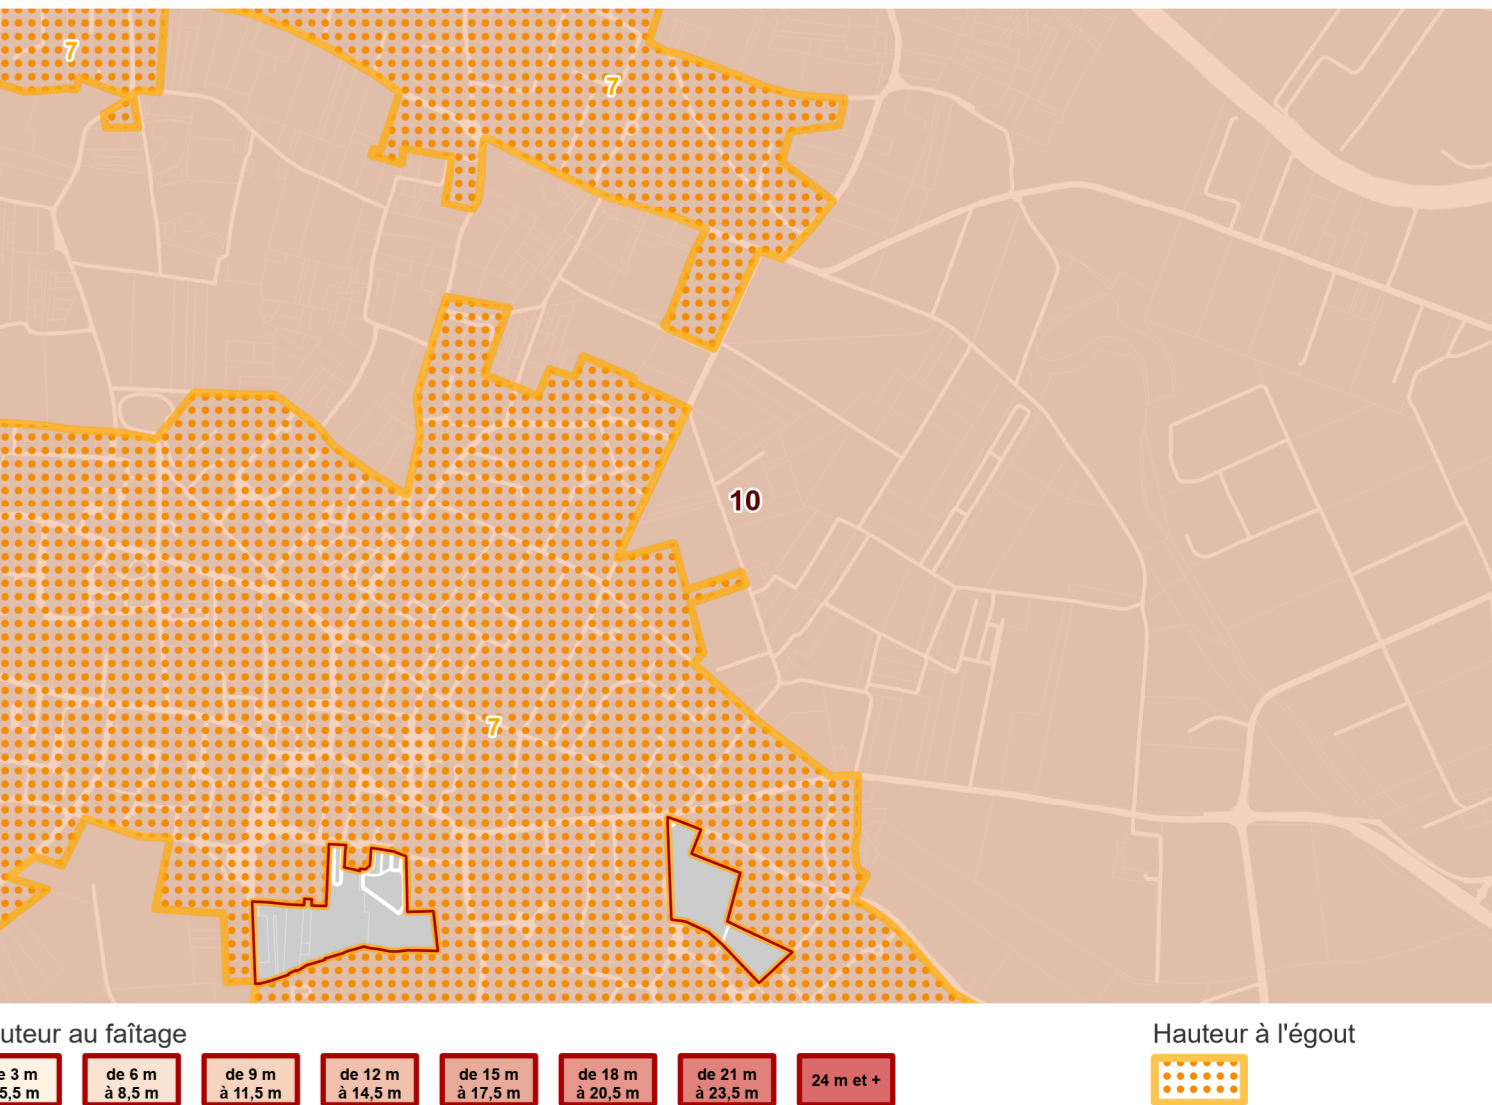 7
7
10
7
uteur au faîtage
Hauteur à l'égout
e 3 m
5,5 m
de 6 m
à 8,5 m
de 9 m
à 11,5 m
de 12 m
à 14,5 m
de 15 m
à 17,5 m
de 18 m
à 20,5 m
de 21 m
à 23,5 m
24 m et +